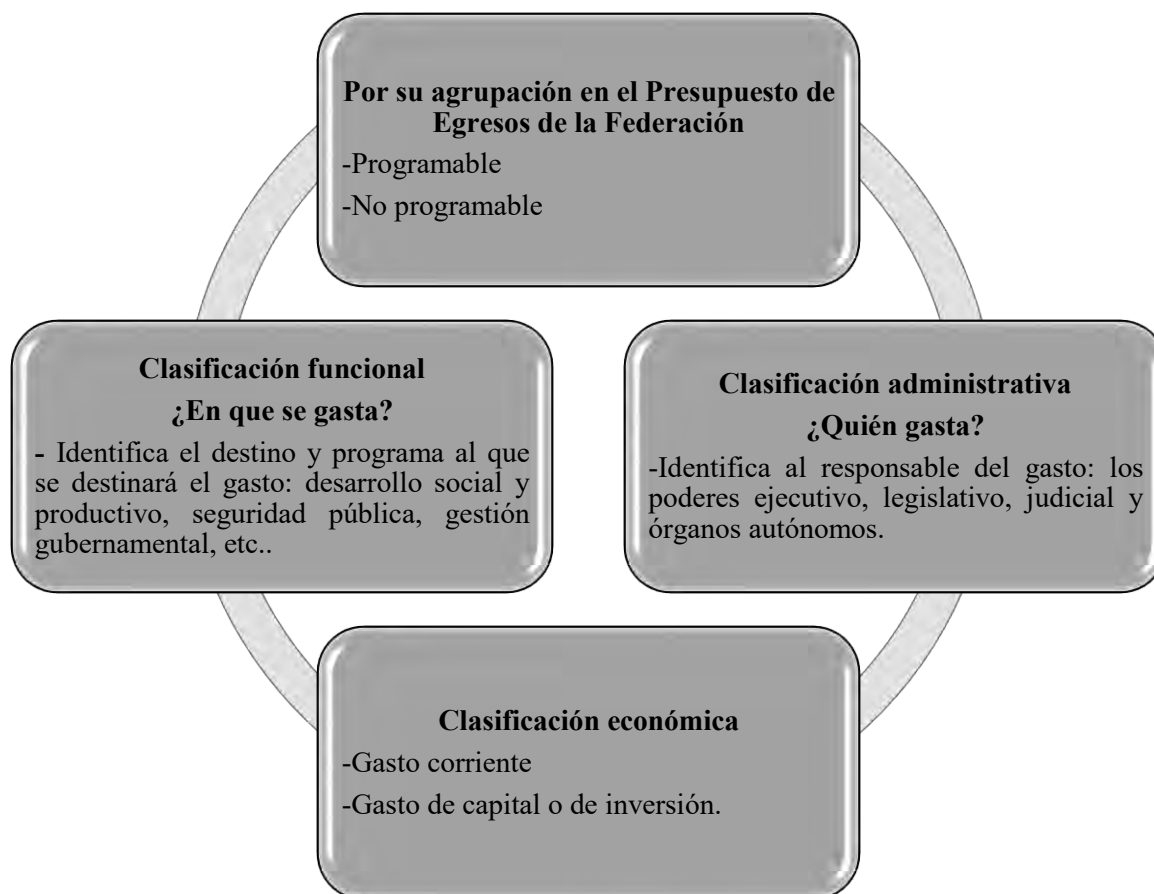 Por su agrupación en el Presupuesto de
Egresos de la Federación
-Programable
-No programable
Clasificación funcional
¿En que se gasta?
- Identifica el destino y programa al que
se destinará el gasto: desarrollo social y
productivo, seguridad pública, gestión
gubernamental, etc..
Clasificación administrativa
¿Quién gasta?
-Identifica al responsable del gasto: los
poderes ejecutivo, legislativo, judicial y
órganos autónomos.
Clasificación económica
-Gasto corriente
-Gasto de capital o de inversión.